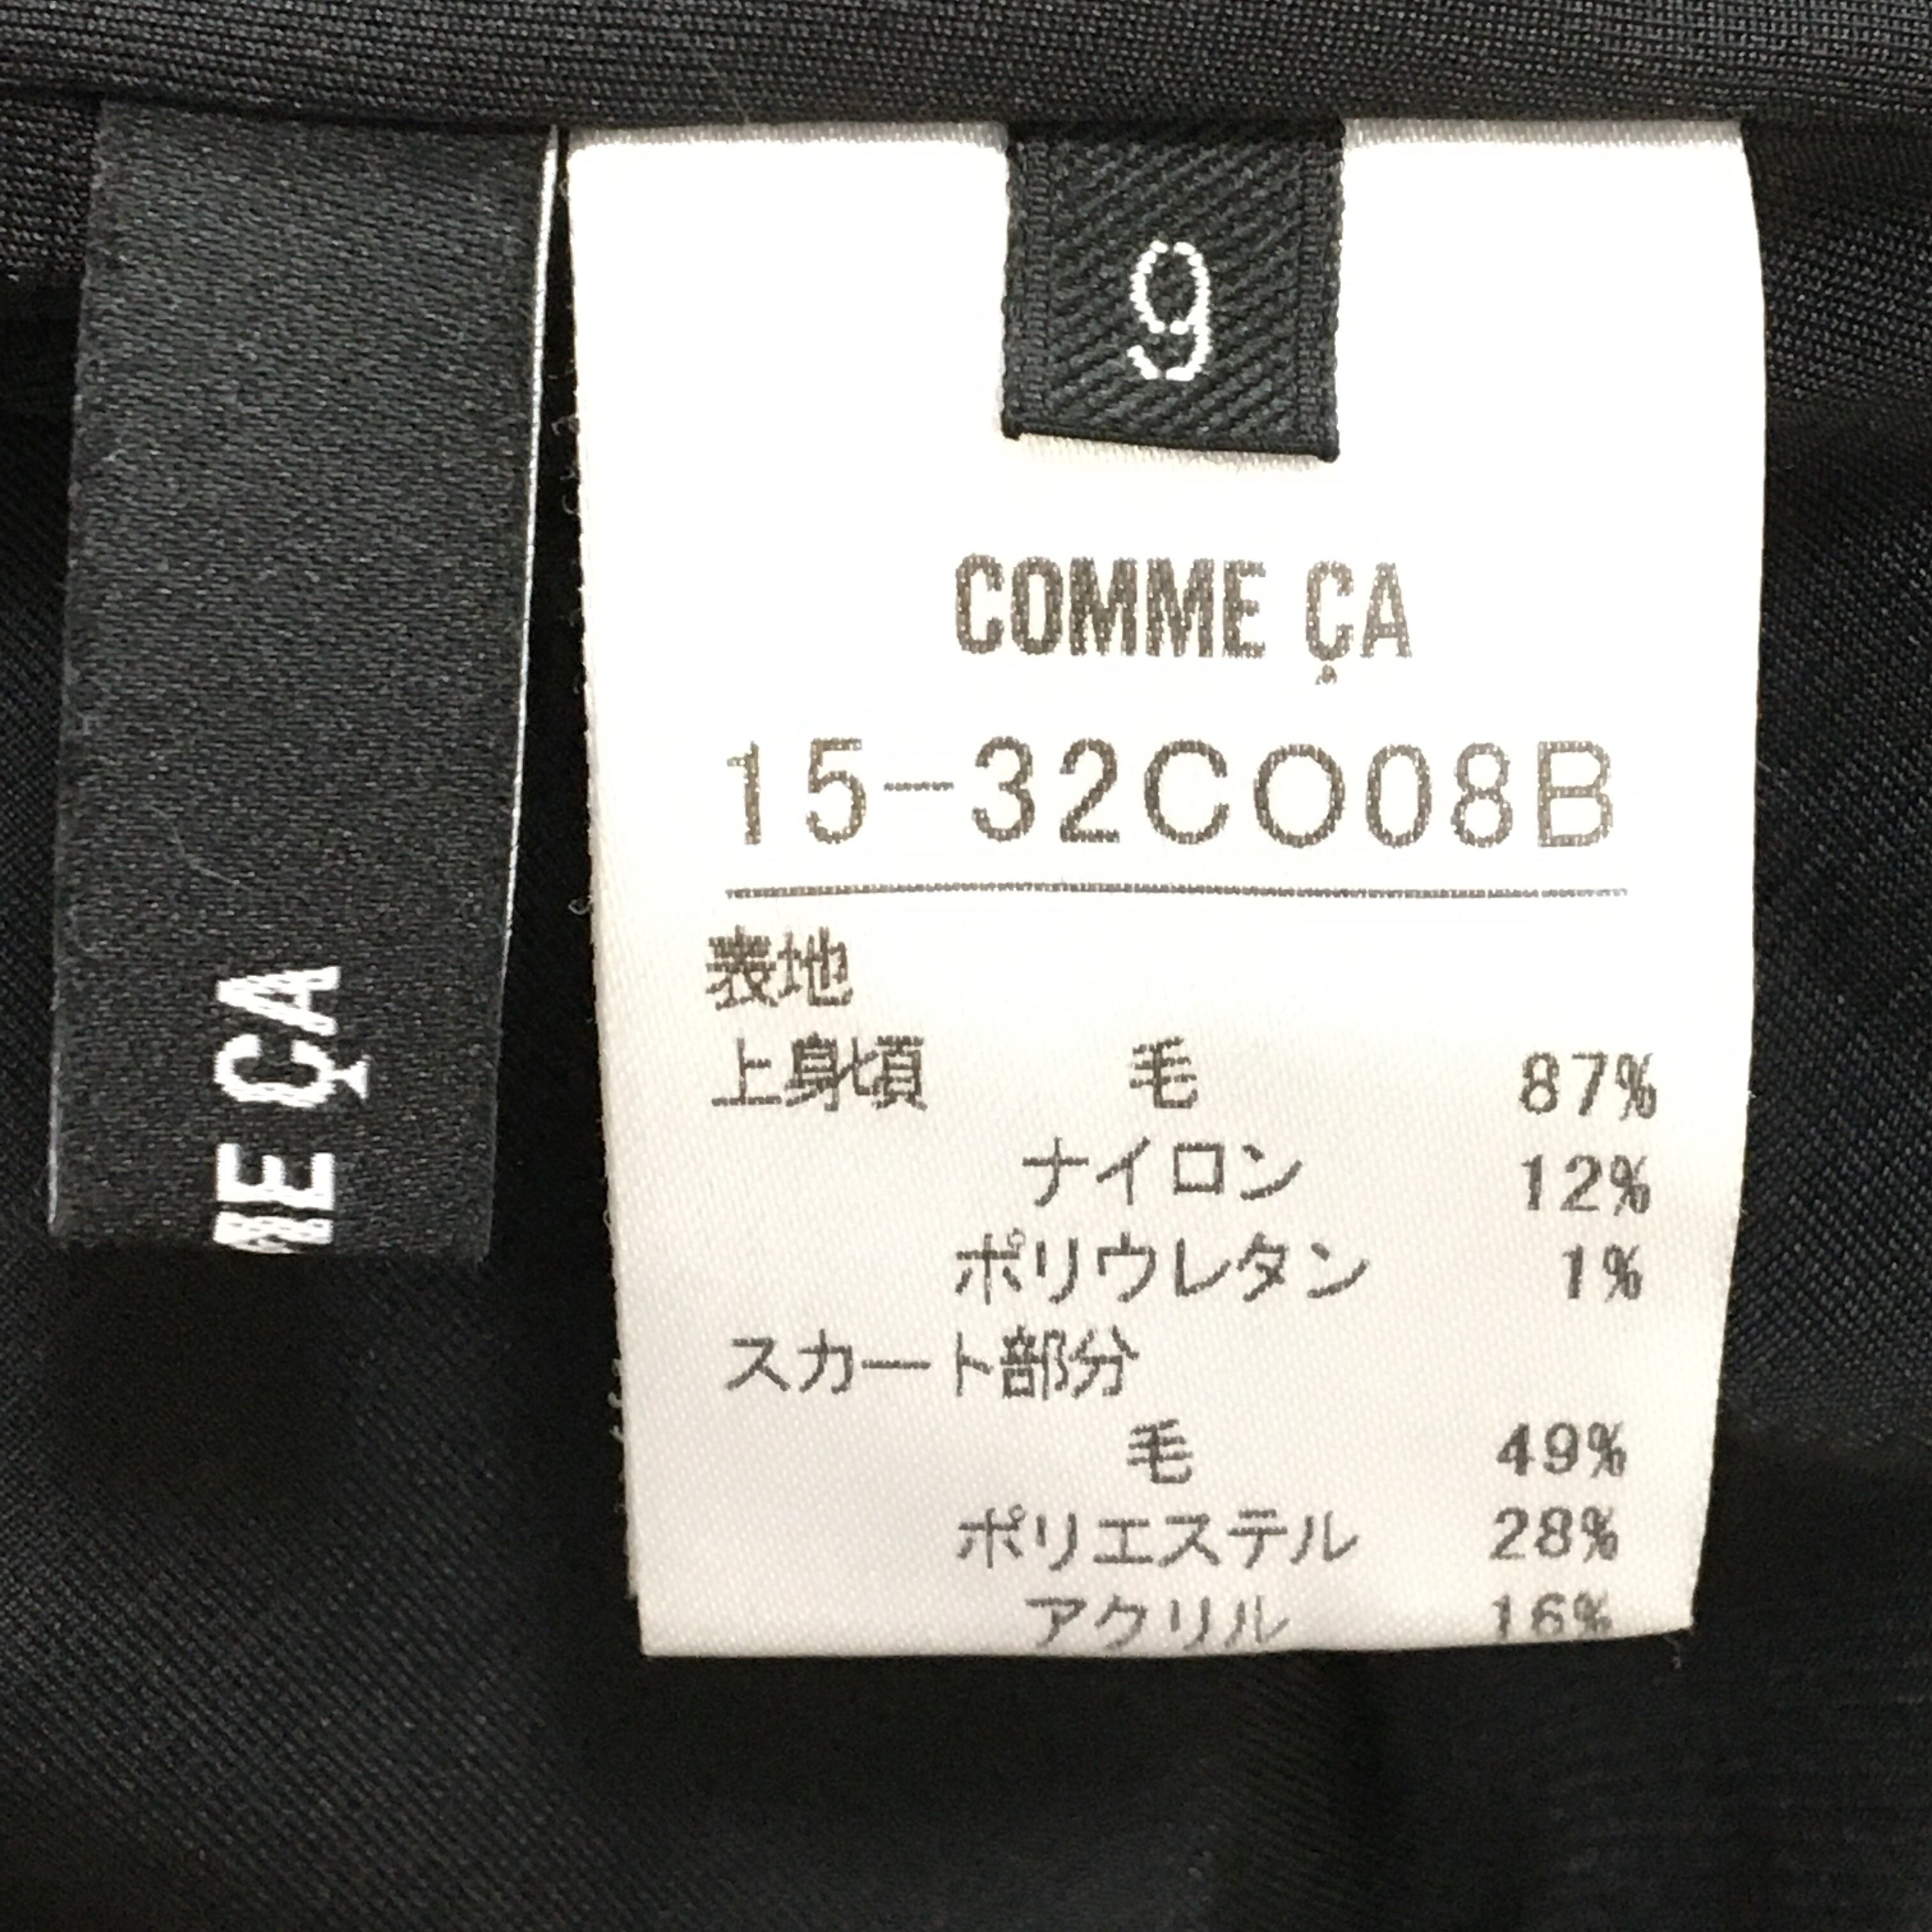 9
COMME ÇA
15-32CO08B
表地
上身頃 毛 87%
ナイロン 12%
ポリウレタン 1%
スカート部分
毛 49%
ポリエステル 28%
アクリル 16%
ME ÇA